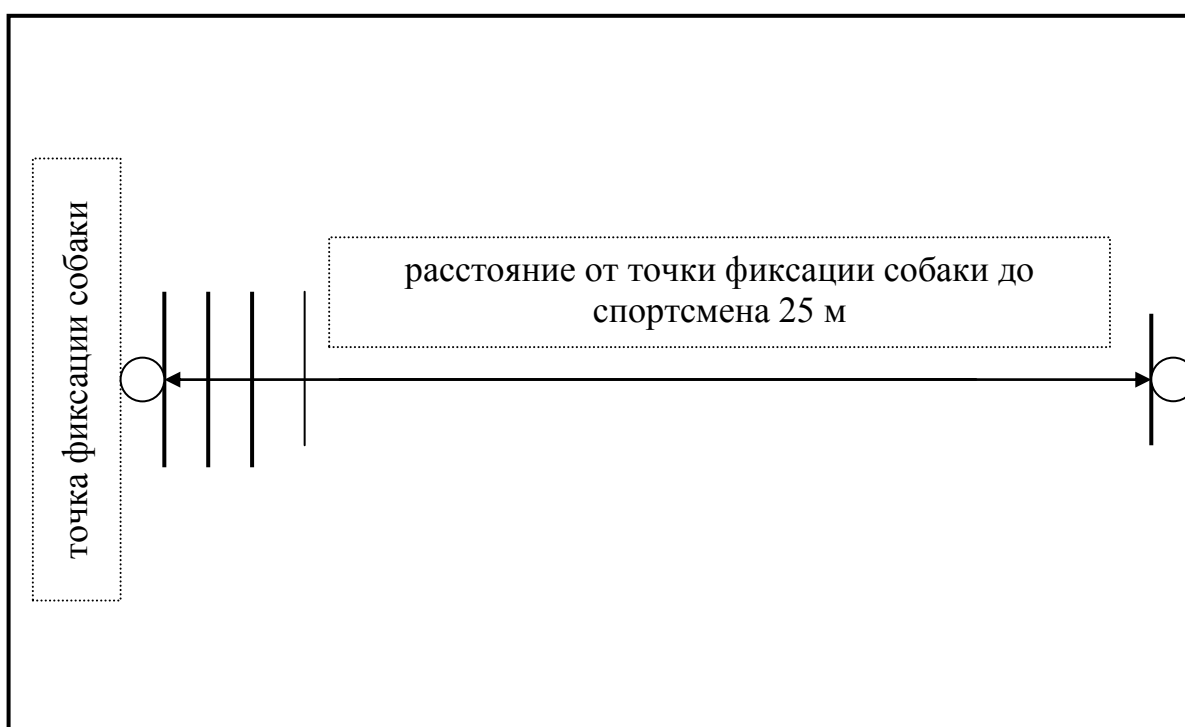 точка фиксации собаки
расстояние от точки фиксации собаки до
спортсмена 25 м